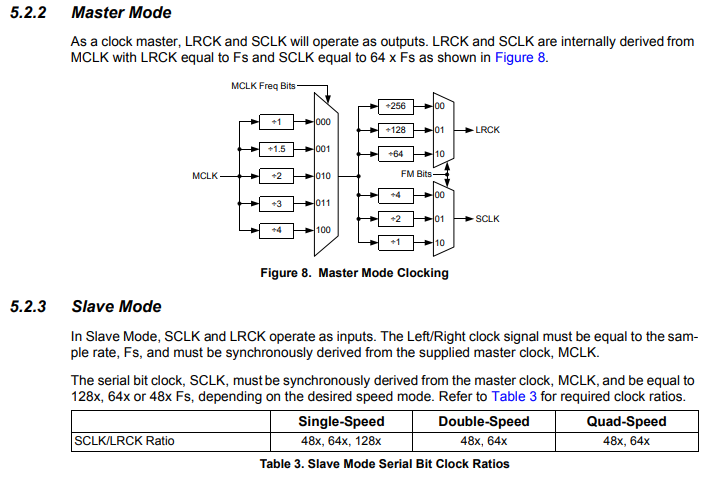 5.2.2 Master Mode
As a clock master, LRCK and SCLK will operate as outputs. LRCK and SCLK are internally derived from
MCLK with LRCK equal to Fs and SCLK equal to 64 x Fs as shown in Figure 8.
MCLK Freq Bits
÷256 00
÷1 000
÷128 01 LRCK
÷1.5 001
÷64 10
MCLK ÷2 010
FM Bits
÷4 00
÷3 011
÷2 01 SCLK
÷4 100
÷1 10
Figure 8. Master Mode Clocking
5.2.3 Slave Mode
In Slave Mode, SCLK and LRCK operate as inputs. The Left/Right clock signal must be equal to the sam-
ple rate, Fs, and must be synchronously derived from the supplied master clock, MCLK.
The serial bit clock, SCLK, must be synchronously derived from the master clock, MCLK, and be equal to
128x, 64x or 48x Fs, depending on the desired speed mode. Refer to Table 3 for required clock ratios.
Single-Speed Double-Speed Quad-Speed
SCLK/LRCK Ratio 48x, 64x, 128x 48x, 64x 48x, 64x
Table 3. Slave Mode Serial Bit Clock Ratios